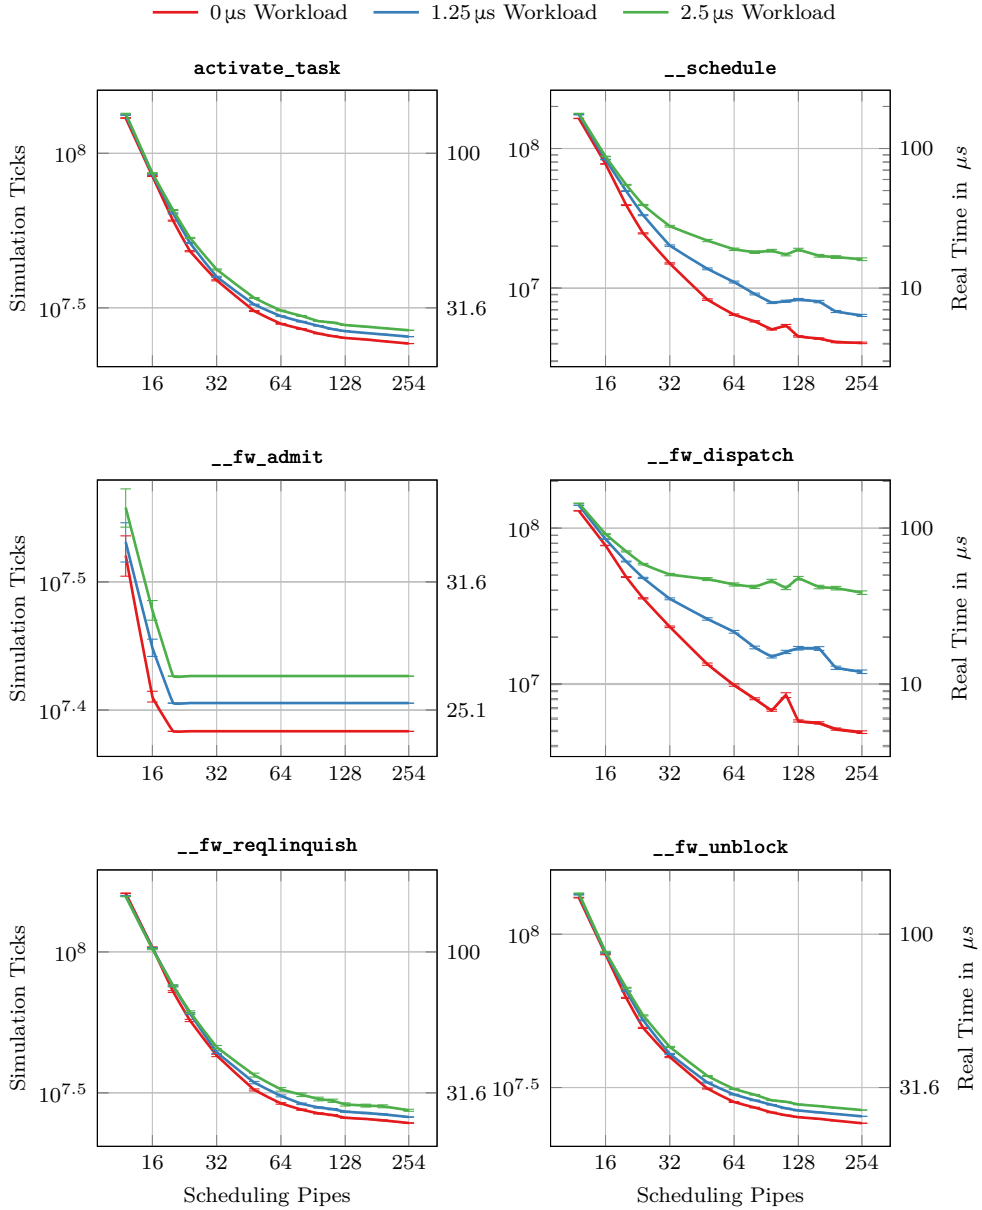 0 µs Workload 1.25 µs Workload 2.5 µs Workload
activate_task
Simulation Ticks
10^8
10^7.5
100
31.6
16 32 64 128 254
__schedule
10^8
10^7
100
10
Real Time in µs
16 32 64 128 254
__fw_admit
Simulation Ticks
10^7.5
10^7.4
31.6
25.1
16 32 64 128 254
__fw_dispatch
10^8
10^7
100
10
Real Time in µs
16 32 64 128 254
__fw_reqlinquish
Simulation Ticks
10^8
10^7.5
100
31.6
16 32 64 128 254
Scheduling Pipes
__fw_unblock
10^8
10^7.5
100
31.6
Real Time in µs
16 32 64 128 254
Scheduling Pipes